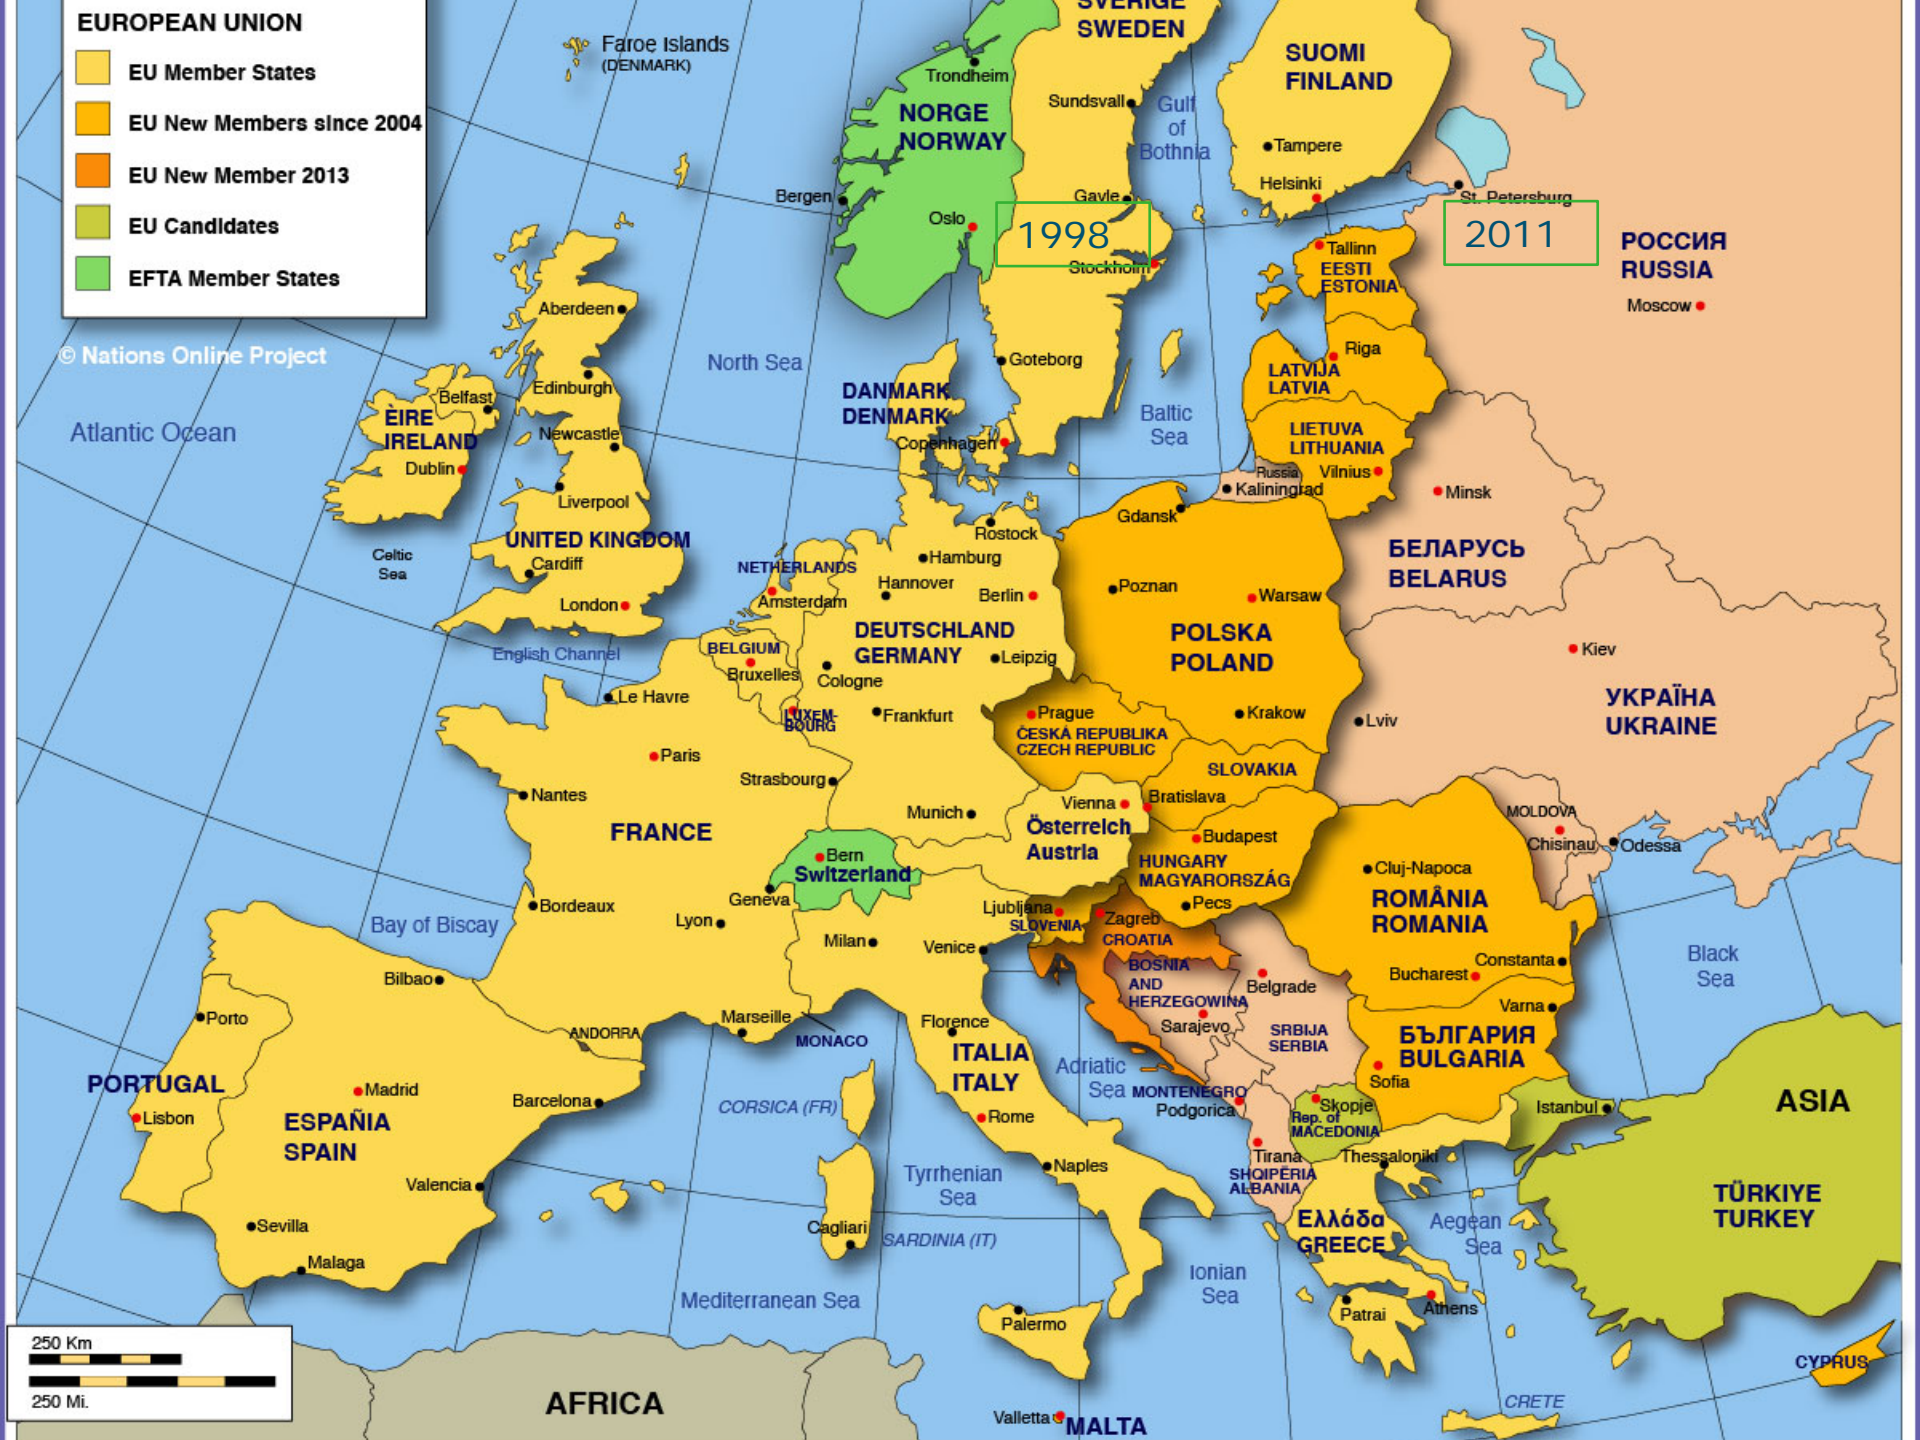 EUROPEAN UNION
EU Member States
EU New Members since 2004
EU New Member 2013
EU Candidates
EFTA Member States
© Nations Online Project
Faroe Islands
(DENMARK)
SVERIGE
SWEDEN
SUOMI
FINLAND
Trondheim
NORGE
NORWAY
Sundsvall
Gulf
of
Bothnia
Tampere
Helsinki
St. Petersburg
Bergen
Oslo
Gavle
1998
2011
Stockholm
РОССИЯ
RUSSIA
Moscow
Tallinn
EESTI
ESTONIA
Aberdeen
North Sea
Goteborg
Riga
LATVIJA
LATVIA
Edinburgh
Belfast
ÈIRE
IRELAND
Dublin
Atlantic Ocean
Newcastle
DANMARK
DENMARK
Copenhagen
Baltic
Sea
LIETUVA
LITHUANIA
Vilnius
Russia
Kaliningrad
Minsk
Liverpool
UNITED KINGDOM
Cardiff
London
Celtic
Sea
Gdansk
Rostock
Hamburg
NETHERLANDS
Amsterdam
Hannover
Berlin
Poznan
Warsaw
БЕЛАРУСЬ
BELARUS
DEUTSCHLAND
GERMANY
Leipzig
POLSKA
POLAND
English Channel
BELGIUM
Bruxelles
Cologne
Kiev
УКРАЇНА
UKRAINE
Le Havre
LUXEM-
BOURG
Frankfurt
Prague
ČESKÁ REPUBLIKA
CZECH REPUBLIC
Krakow
Lviv
Paris
Strasbourg
SLOVAKIA
Nantes
Munich
Vienna
Bratislava
Österreich
Austria
Budapest
HUNGARY
MAGYARORSZÁG
Pecs
MOLDOVA
Chisinau
Odessa
FRANCE
Bern
Switzerland
Geneva
Cluj-Napoca
ROMÂNIA
ROMANIA
Bordeaux
Lyon
Bay of Biscay
Milan
Venice
Ljubljana
SLOVENIA
Zagreb
CROATIA
BOSNIA
AND
HERZEGOWINA
Sarajevo
Belgrade
SRBIJA
SERBIA
Constanta
Bucharest
Black
Sea
Bilbao
Porto
ANDORRA
Marseille
MONACO
Florence
ITALIA
ITALY
Varna
БЪЛГАРИЯ
BULGARIA
Sofia
Adriatic
Sea
MONTENEGRO
Podgorica
Skopje
Rep. of
MACEDONIA
Istanbul
ASIA
PORTUGAL
Lisbon
Madrid
ESPAÑIA
SPAIN
Barcelona
CORSICA (FR)
Rome
Tirana
SHQIPËRIA
ALBANIA
Thessaloniki
Valencia
Tyrrhenian
Sea
Naples
Sevilla
Malaga
Cagliari
SARDINIA (IT)
Ελλάδα
GREECE
Aegean
Sea
TÜRKIYE
TURKEY
Mediterranean Sea
Ionian
Sea
Palermo
Patrai
Athens
250 Km
250 Mi.
AFRICA
Valletta
MALTA
CRETE
CYPRUS